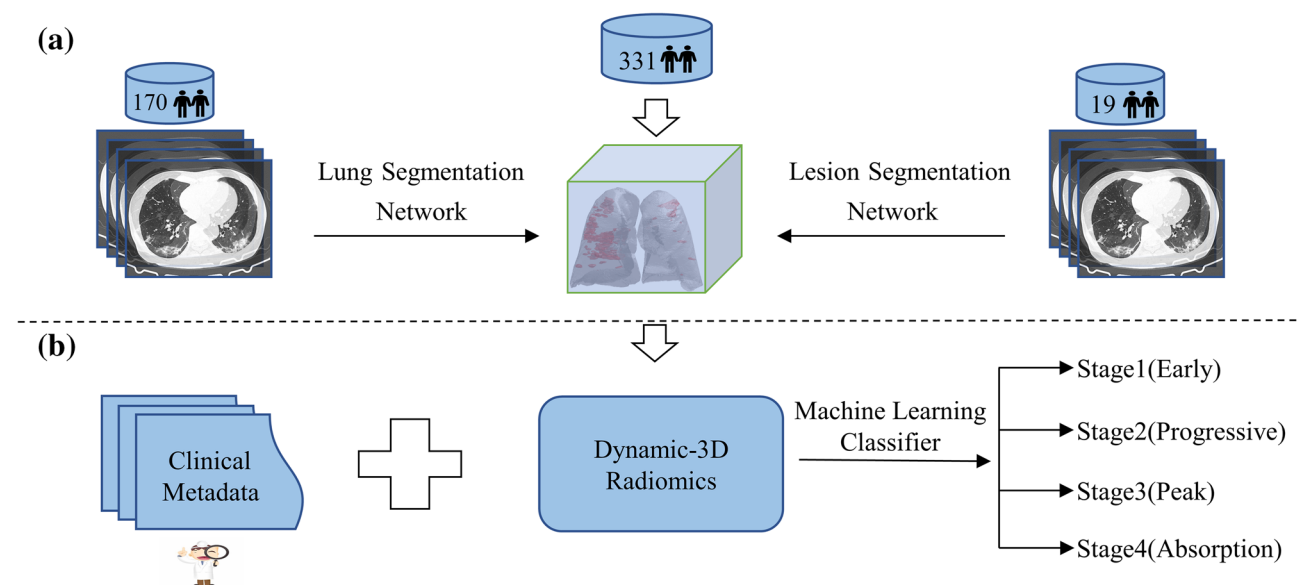 (a)
331
170
19
Lung Segmentation
Network
Lesion Segmentation
Network
(b)
Clinical
Metadata
Dynamic-3D
Radiomics
Machine Learning
Classifier
Stage1(Early)
Stage2(Progressive)
Stage3(Peak)
Stage4(Absorption)